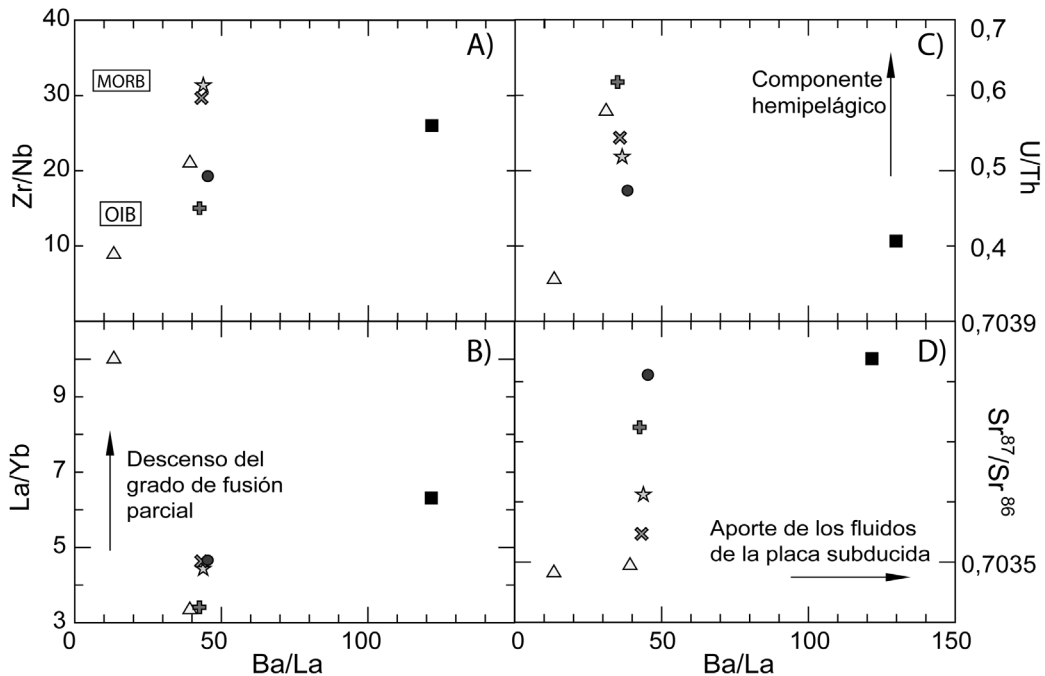 40
30
20
10
Zr/Nb
A)
MORB
OIB
C)
Componente
hemipelágico
0,7
0,6
0,5
0,4
U/Th
B)
9
7
5
3
La/Yb
Descenso del
grado de fusión
parcial
0
50
100
Ba/La
D)
0,7039
0,7035
Sr87/Sr86
Aporte de los fluidos
de la placa subducida
0
50
100
150
Ba/La